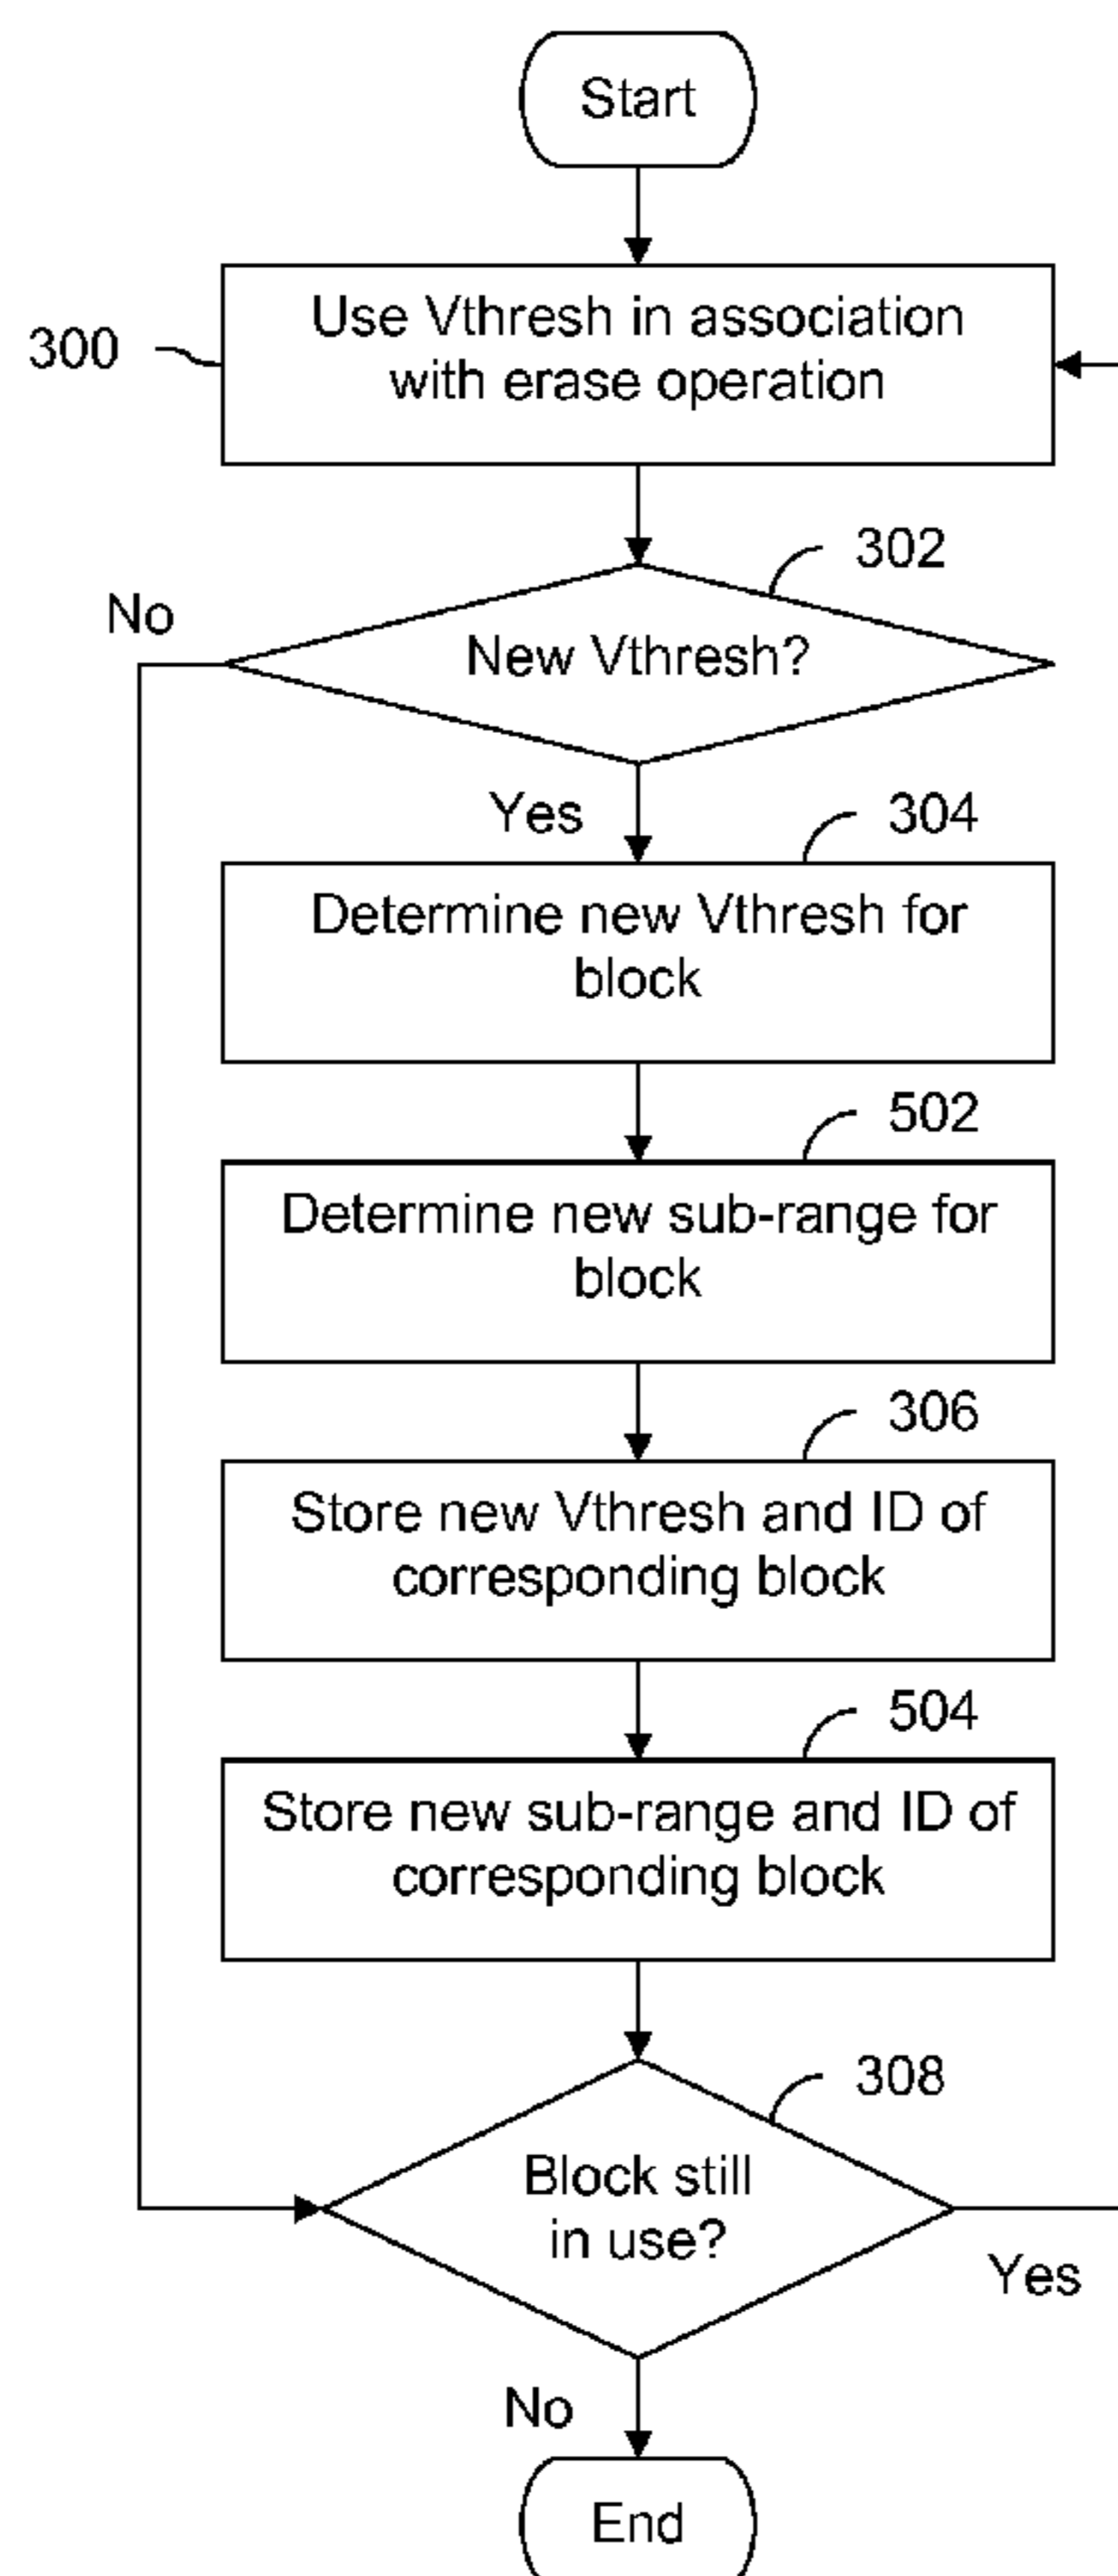 Start
300
Use Vthresh in association
with erase operation
302
No
New Vthresh?
Yes
304
Determine new Vthresh for
block
502
Determine new sub-range for
block
306
Store new Vthresh and ID of
corresponding block
504
Store new sub-range and ID of
corresponding block
308
Block still
in use?
Yes
No
End